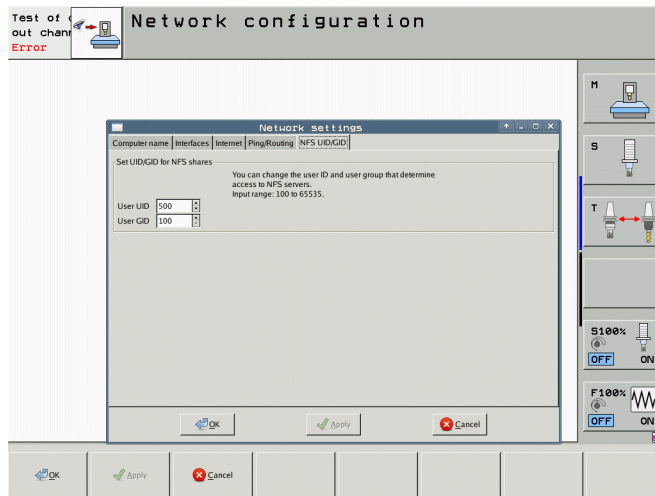 Test of
out chann
Error
Network configuration
M
Network settings
Computer name Interfaces Internet Ping/Routing NFS UID/GID
Set UID/GID for NFS shares
You can change the user ID and user group that determine
access to NFS servers.
Input range: 100 to 65535.
User UID 500
User GID 100
S
T
S100%
OFF ON
F100%
OFF ON
OK Apply Cancel
OK Apply Cancel